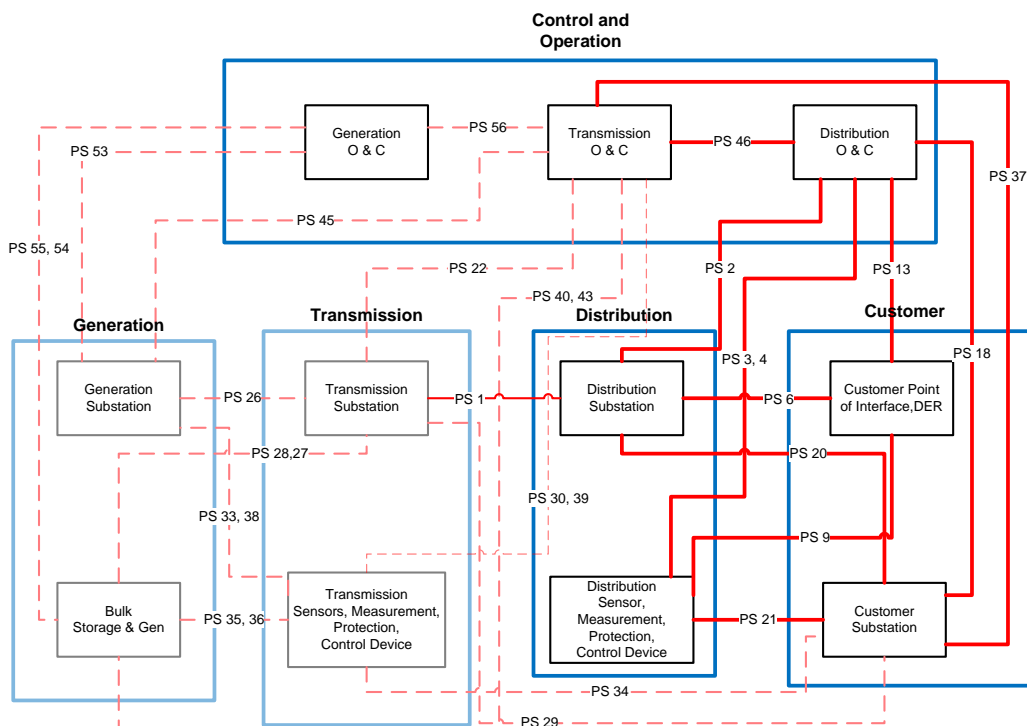 Control and
Operation
Generation
O & C
PS 56
Transmission
O & C
PS 46
Distribution
O & C
PS 53
PS 37
PS 45
PS 55, 54
PS 22
PS 2
PS 13
PS 40, 43
Generation
Transmission
Distribution
Customer
PS 3, 4
PS 18
Generation
Substation
PS 26
Transmission
Substation
PS 1
Distribution
Substation
PS 6
Customer Point
of Interface,DER
PS 28,27
PS 20
PS 30, 39
PS 33, 38
PS 9
Bulk
Storage & Gen
PS 35, 36
Transmission
Sensors, Measurement,
Protection,
Control Device
Distribution
Sensor,
Measurement,
Protection,
Control Device
PS 21
Customer
Substation
PS 34
PS 29